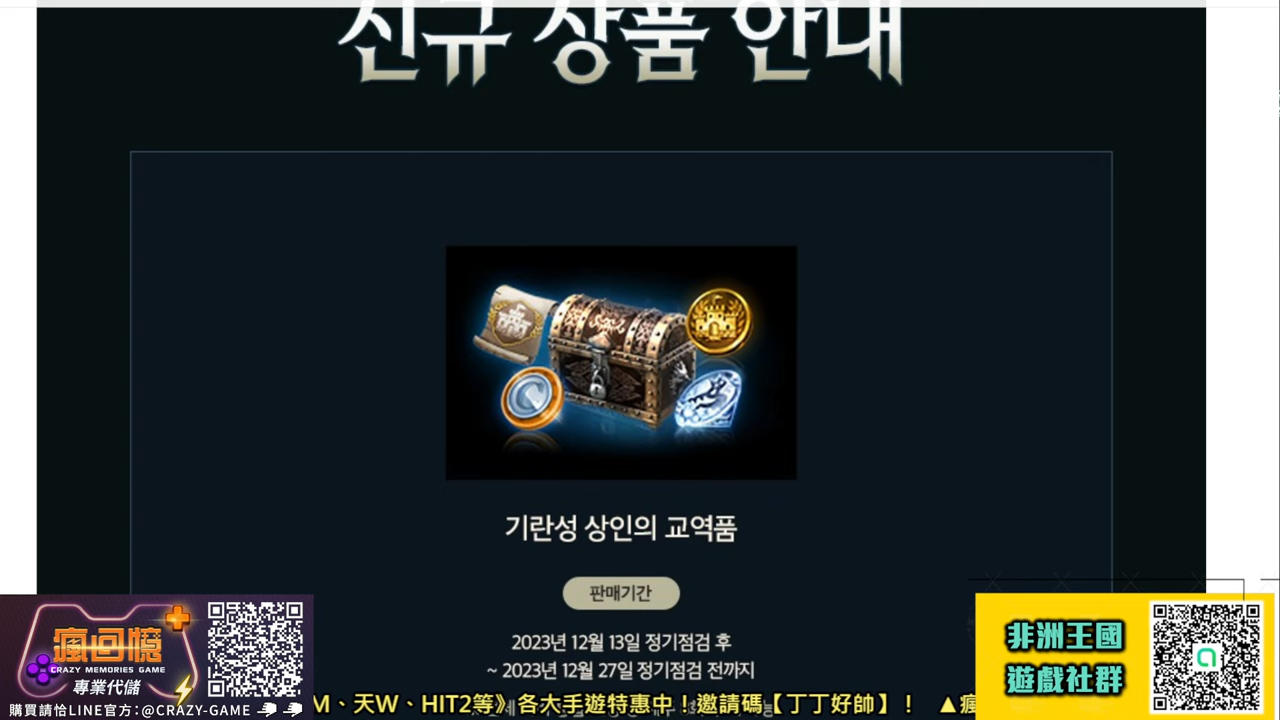 신규 상품 안내
기란성 상인의 교역품
판매기간
2023년 12월 13일 정기점검 후
~ 2023년 12월 27일 정기점검 전까지
瘋回憶
CRAZY MEMORIES GAME
專業代儲
購買請恰LINE官方:@CRAZY-GAME
M、天W、HIT2等》各大手遊特惠中！邀請碼【丁丁好帥】！ ▲瘋
非洲王國
遊戲社群